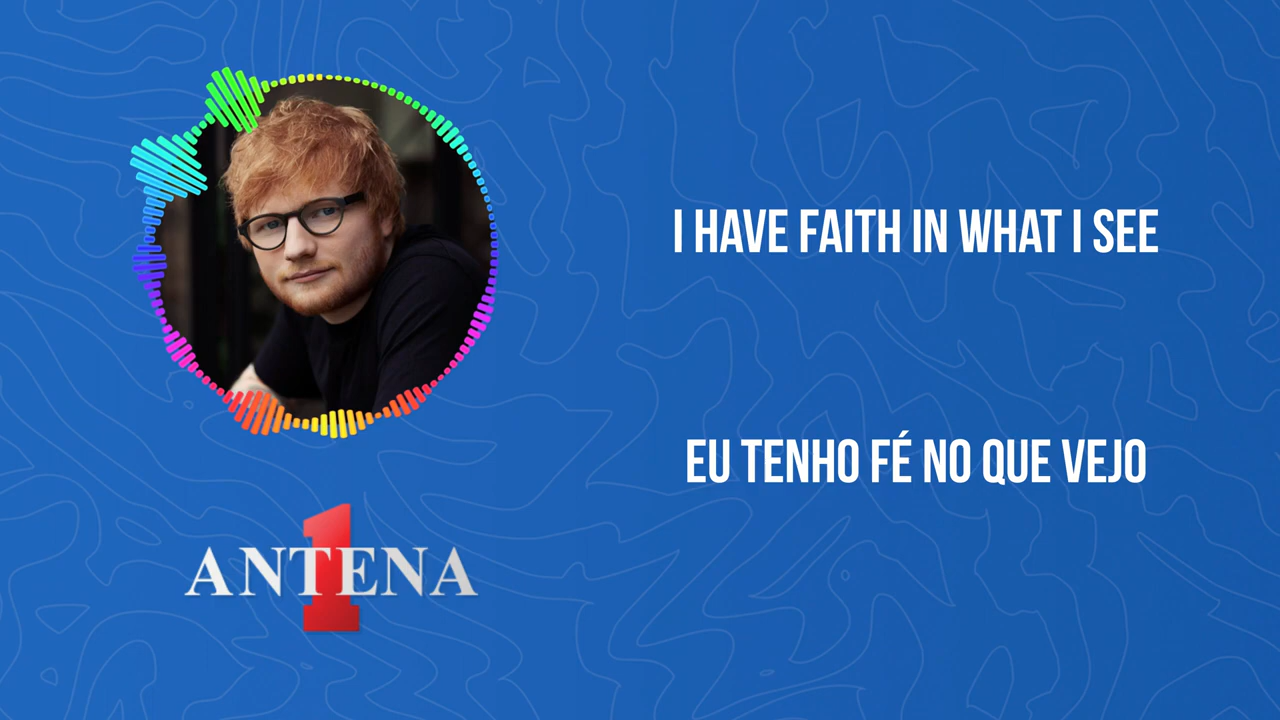 I HAVE FAITH IN WHAT I SEE
EU TENHO FÉ NO QUE VEJO
ANTENA 1